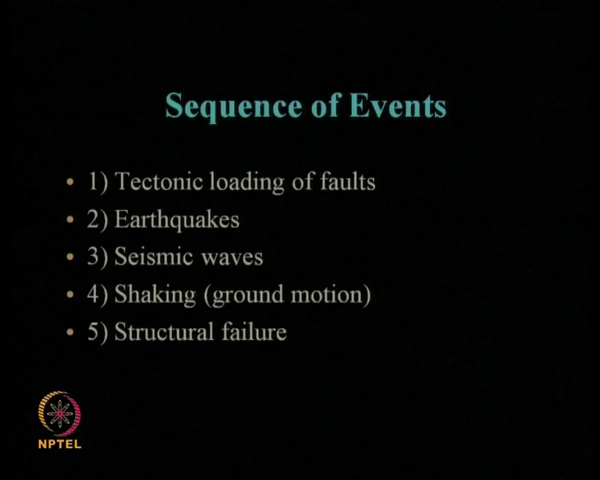 Sequence of Events
• 1) Tectonic loading of faults
• 2) Earthquakes
• 3) Seismic waves
• 4) Shaking (ground motion)
• 5) Structural failure
NPTEL